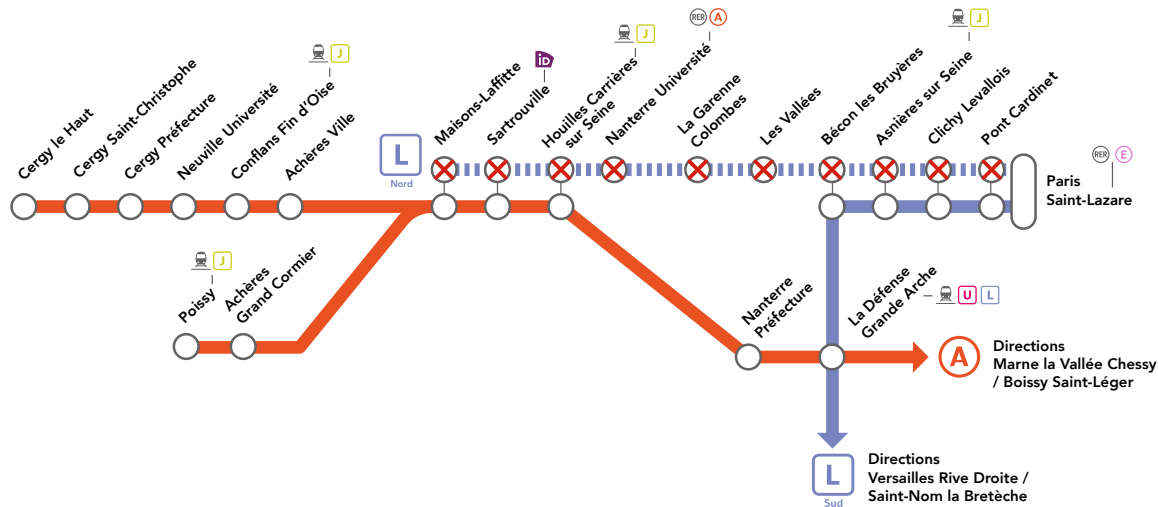 Cergy le Haut
Cergy Saint-Christophe
Cergy Préfecture
Neuville Université
Conflans Fin d'Oise
J
Achères Ville
L
Nord
Maisons-Laffitte
Sartrouville
iD
Houilles Carrières
sur Seine
J
Nanterre Université
RER A
La Garenne
Colombes
Les Vallées
Bécon les Bruyères
Asnières sur Seine
J
Clichy Levallois
Pont Cardinet
Paris
Saint-Lazare
RER E
Poissy
J
Achères
Grand Cormier
Nanterre
Préfecture
La Défense
Grande Arche
U L
A
Directions
Marne la Vallée Chessy
/ Boissy Saint-Léger
L
Sud
Directions
Versailles Rive Droite /
Saint-Nom la Bretèche